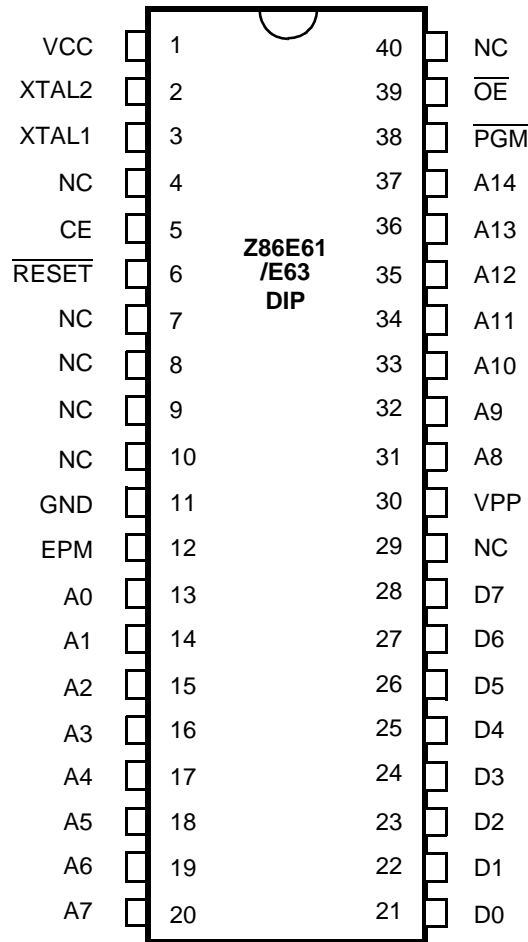 VCC 1 40 NC
XTAL2 2 39 O̅E̅
XTAL1 3 38 P̅G̅M̅
NC 4 37 A14
CE 5 36 A13
R̅E̅S̅E̅T̅ 6 Z86E61 /E63 DIP 35 A12
NC 7 34 A11
NC 8 33 A10
NC 9 32 A9
NC 10 31 A8
GND 11 30 VPP
EPM 12 29 NC
A0 13 28 D7
A1 14 27 D6
A2 15 26 D5
A3 16 25 D4
A4 17 24 D3
A5 18 23 D2
A6 19 22 D1
A7 20 21 D0